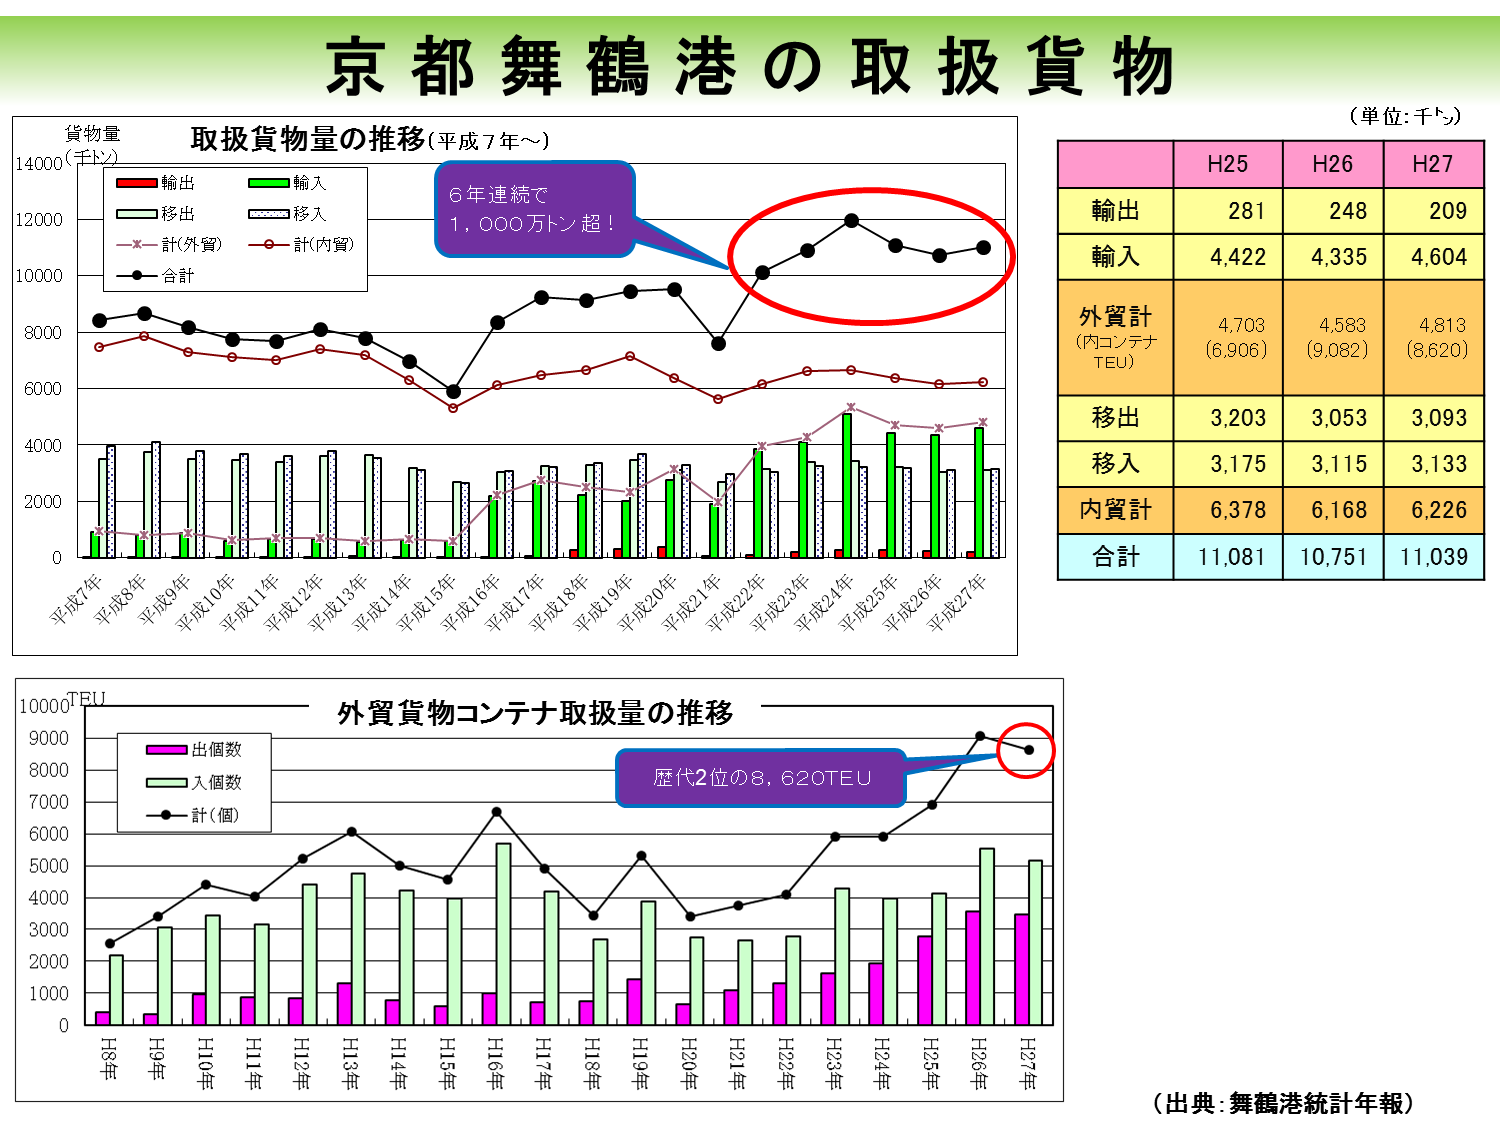 京都舞鶴港の取扱貨物
(単位:千㌧)
貨物量
(千トン)
取扱貨物量の推移(平成7年~)
14000
12000
10000
8000
6000
4000
2000
0
輸出
輸入
移出
移入
計(外貿)
計(内貿)
合計
6年連続で
1,000万トン超!
平成7年
平成8年
平成9年
平成10年
平成11年
平成12年
平成13年
平成14年
平成15年
平成16年
平成17年
平成18年
平成19年
平成20年
平成21年
平成22年
平成23年
平成24年
平成25年
平成26年
平成27年
H25 H26 H27
輸出 281 248 209
輸入 4,422 4,335 4,604
外貿計 4,703 4,583 4,813
(内コンテナ (6,906) (9,082) (8,620)
TEU)
移出 3,203 3,053 3,093
移入 3,175 3,115 3,133
内貿計 6,378 6,168 6,226
合計 11,081 10,751 11,039
TEU
外貿貨物コンテナ取扱量の推移
10000
9000
8000
7000
6000
5000
4000
3000
2000
1000
0
出個数
入個数
計(個)
歴代2位の8,620TEU
H8年
H9年
H10年
H11年
H12年
H13年
H14年
H15年
H16年
H17年
H18年
H19年
H20年
H21年
H22年
H23年
H24年
H25年
H26年
H27年
(出典:舞鶴港統計年報)